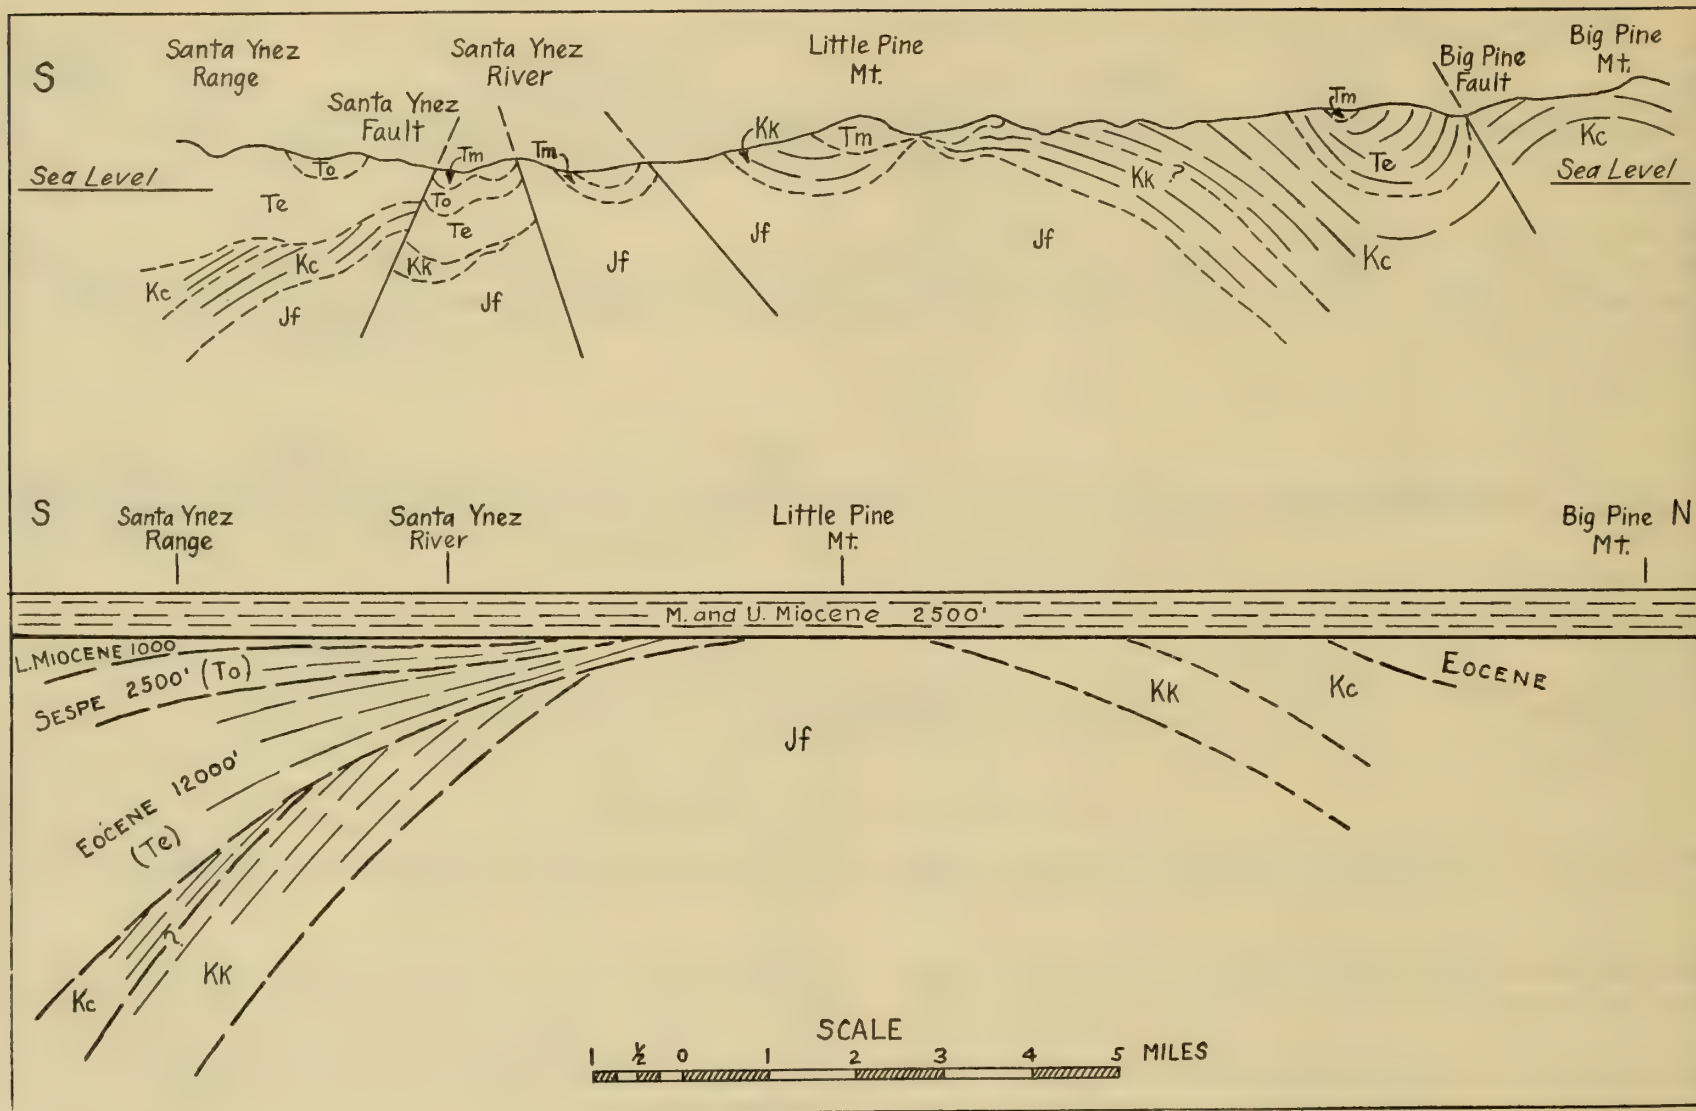 S
Santa Ynez
Range
Santa Ynez
River
Little Pine
Mt.
Big Pine
Mt.
Big Pine
Fault
Santa Ynez
Fault
Sea Level
To
Tm
Tm
Kk
Tm
Tm
Kc
Sea Level
Te
To
Te
Kk ?
Te
Kc
Kc
Kk
Jf
Jf
Jf
Jf
Jf
Kc
S
Santa Ynez
Range
Santa Ynez
River
Little Pine
Mt.
Big Pine
Mt.
N
M. and U. Miocene 2500'
L. MIOCENE 1000
SESPE 2500' (To)
EOCENE 12000'
(Te)
Jf
Kk
Kc
EOCENE
?
Kc
Kk
SCALE
1 ½ 0 1 2 3 4 5 MILES